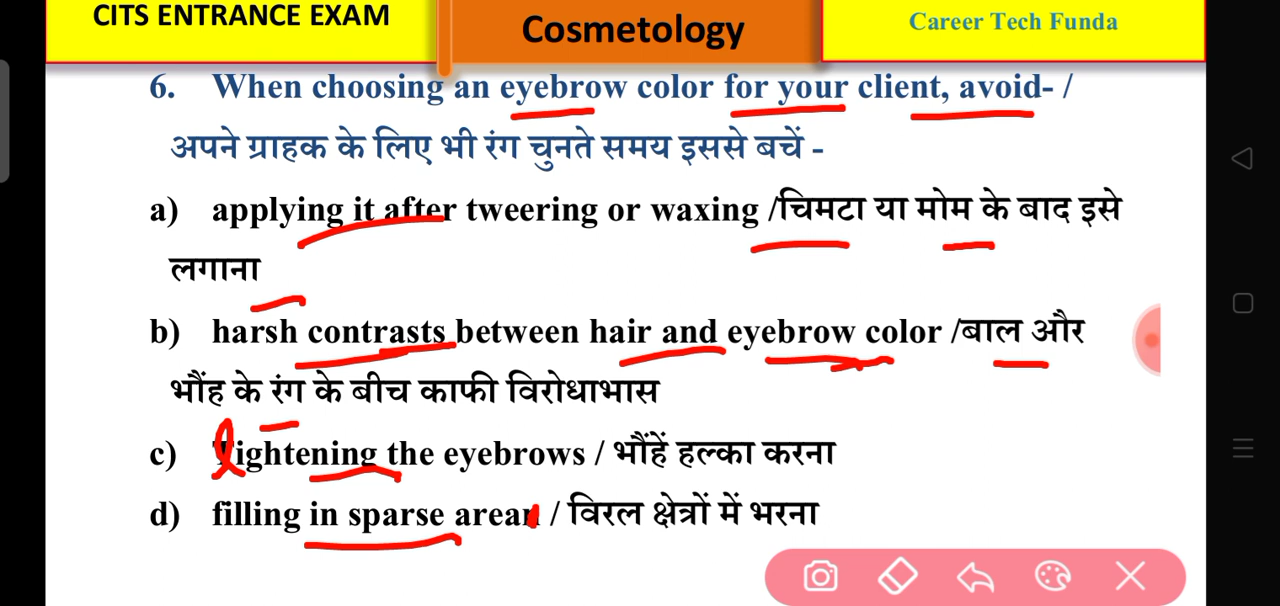 CITS ENTRANCE EXAM
Cosmetology
Career Tech Funda
6. When choosing an eyebrow color for your client, avoid- /
अपने ग्राहक के लिए भी रंग चुनते समय इससे बचें -
a) applying it after tweering or waxing /चिमटा या मोम के बाद इसे
लगाना
b) harsh contrasts between hair and eyebrow color /बाल और
भौंह के रंग के बीच काफी विरोधाभास
c) lightening the eyebrows / भौंहें हल्का करना
d) filling in sparse area / विरल क्षेत्रों में भरना